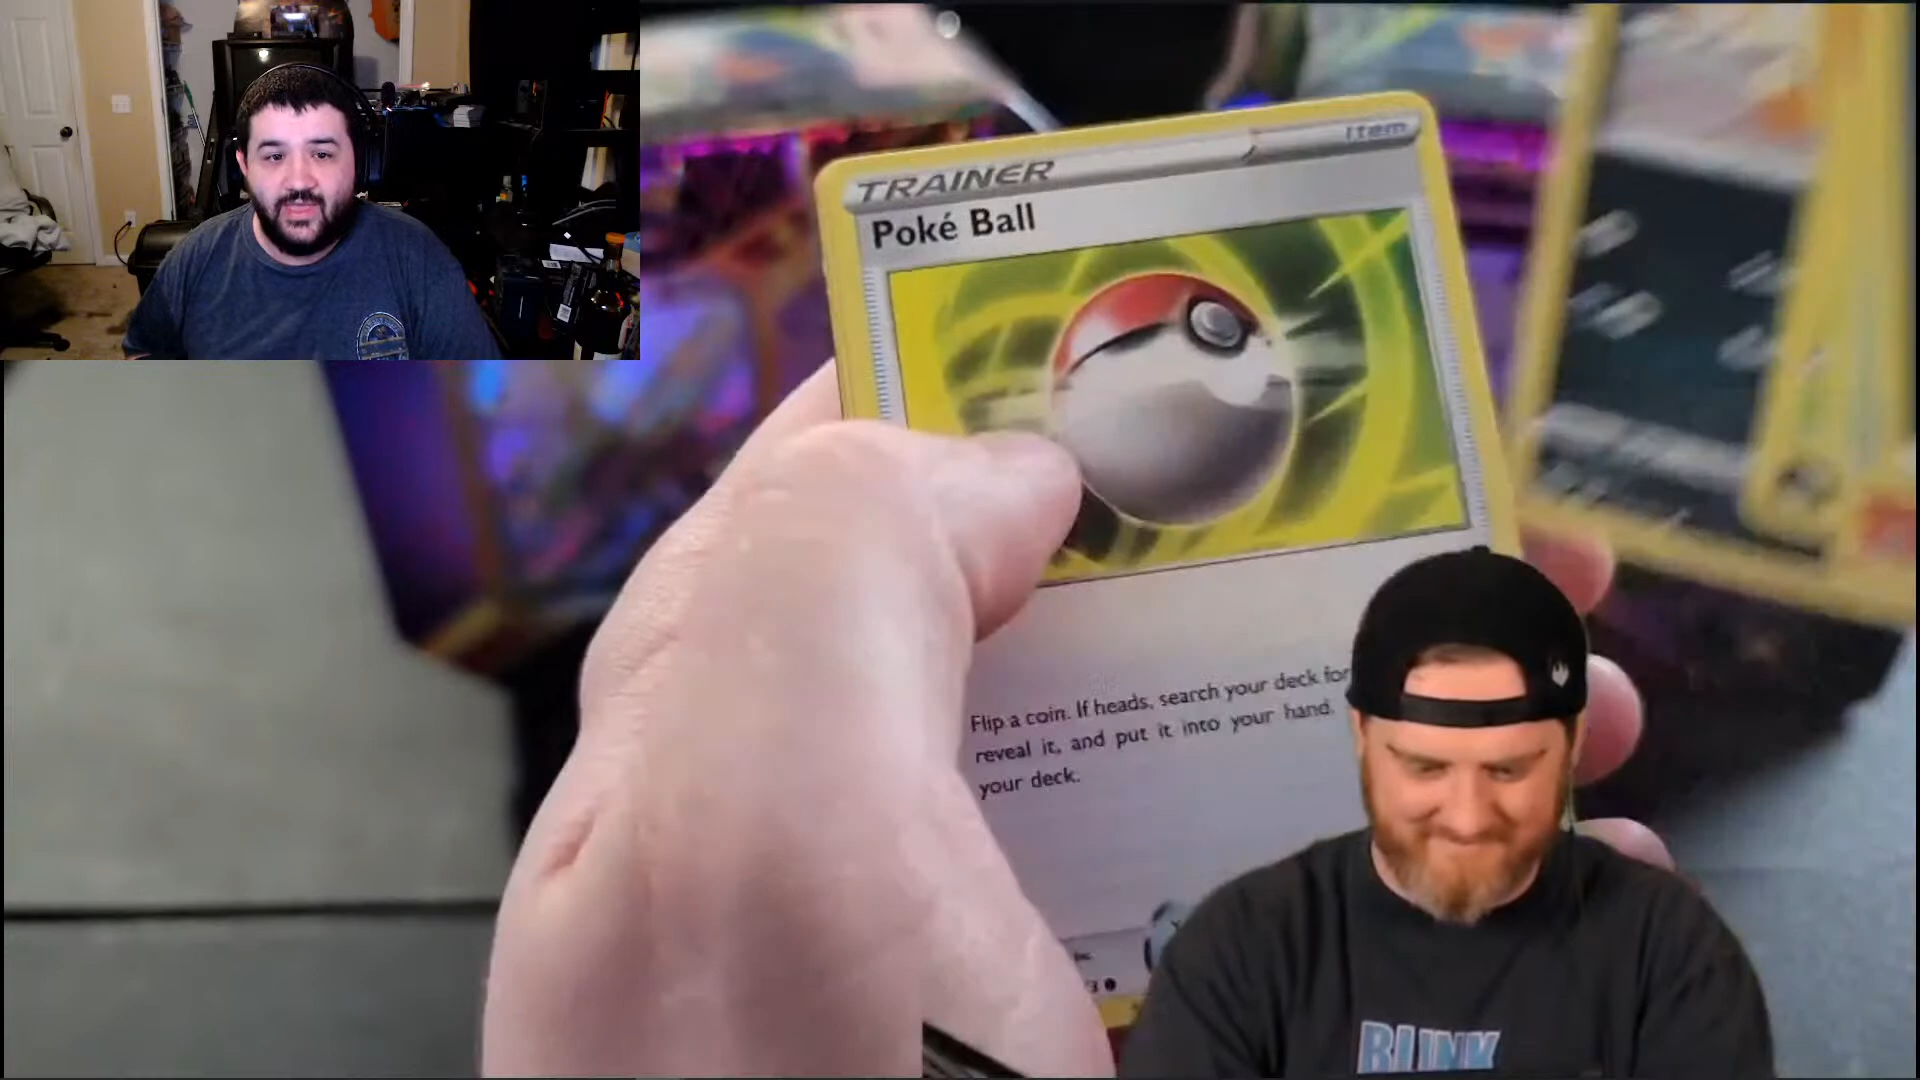 TRAINER
Item
Poké Ball
Flip a coin. If heads, search your deck for
reveal it, and put it into your hand.
your deck.
BLINK